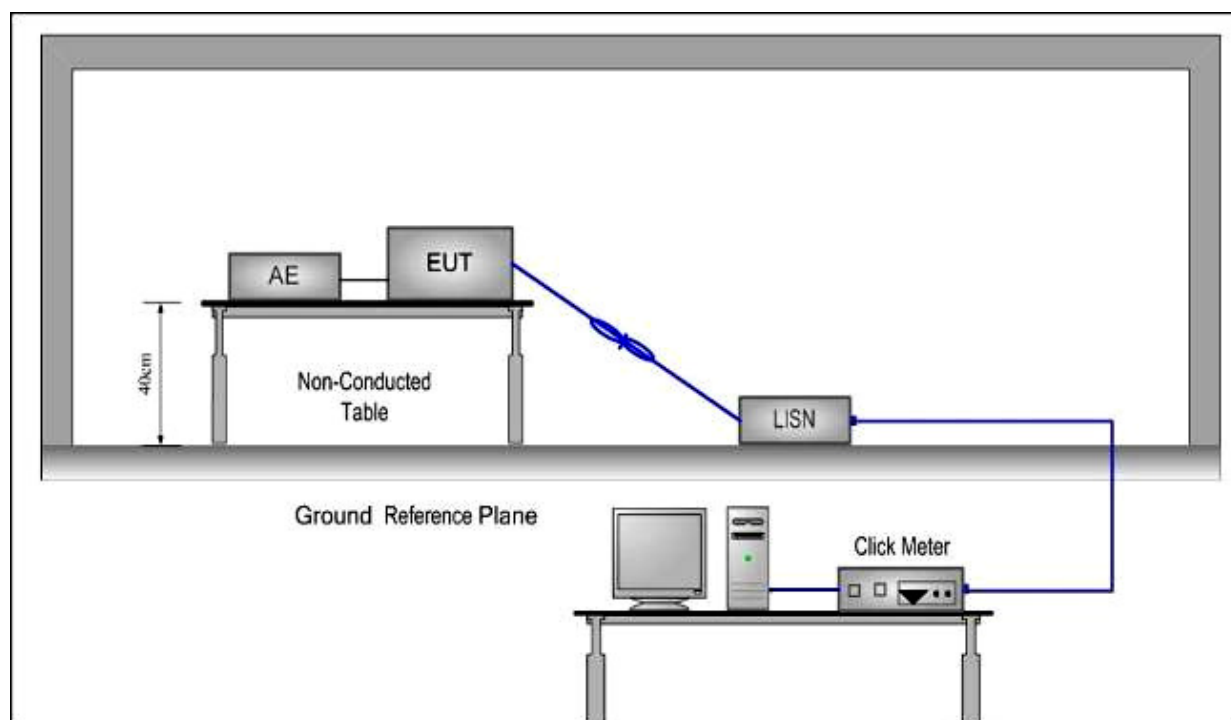 AE
EUT
40cm
Non-Conducted
Table
LISN
Ground Reference Plane
Click Meter